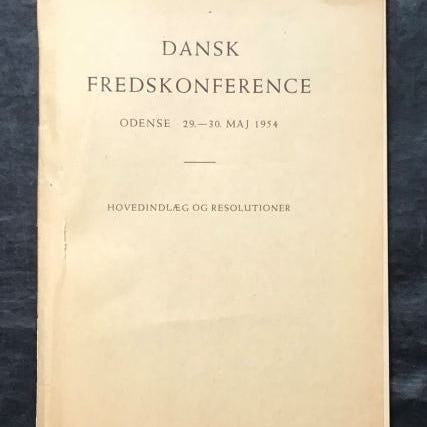 DANSK
FREDSKONFERENCE
ODENSE 29.—30. MAJ 1954
HOVEDINDLÆG OG RESOLUTIONER